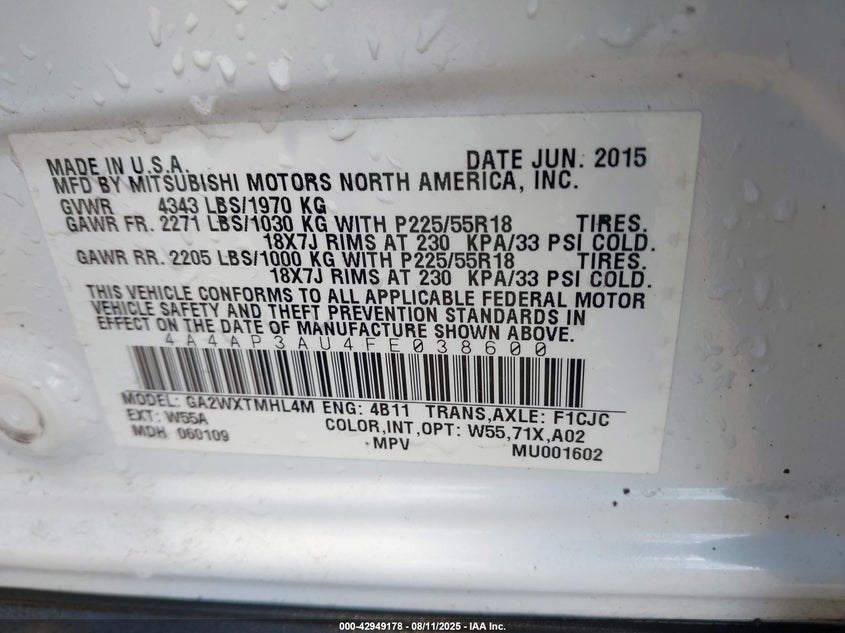 MADE IN U.S.A. DATE JUN. 2015
MFD BY MITSUBISHI MOTORS NORTH AMERICA, INC.
GVWR 4343 LBS/1970 KG
GAWR FR. 2271 LBS/1030 KG WITH P225/55R18 TIRES.
18X7J RIMS AT 230 KPA/33 PSI COLD.
GAWR RR. 2205 LBS/1000 KG WITH P225/55R18 TIRES.
18X7J RIMS AT 230 KPA/33 PSI COLD.
THIS VEHICLE CONFORMS TO ALL APPLICABLE FEDERAL MOTOR
VEHICLE SAFETY AND THEFT PREVENTION STANDARDS IN
EFFECT ON THE DATE OF MANUFACTURE SHOWN ABOVE.
4A4AP3AU4FE038600
MODEL: GA2WXTMHL4M ENG: 4B11 TRANS,AXLE: F1CJC
EXT: W55A COLOR,INT,OPT: W55,71X,A02
MDH 060109 MPV MU001602
000-42949178 - 08/11/2025 - IAA Inc.